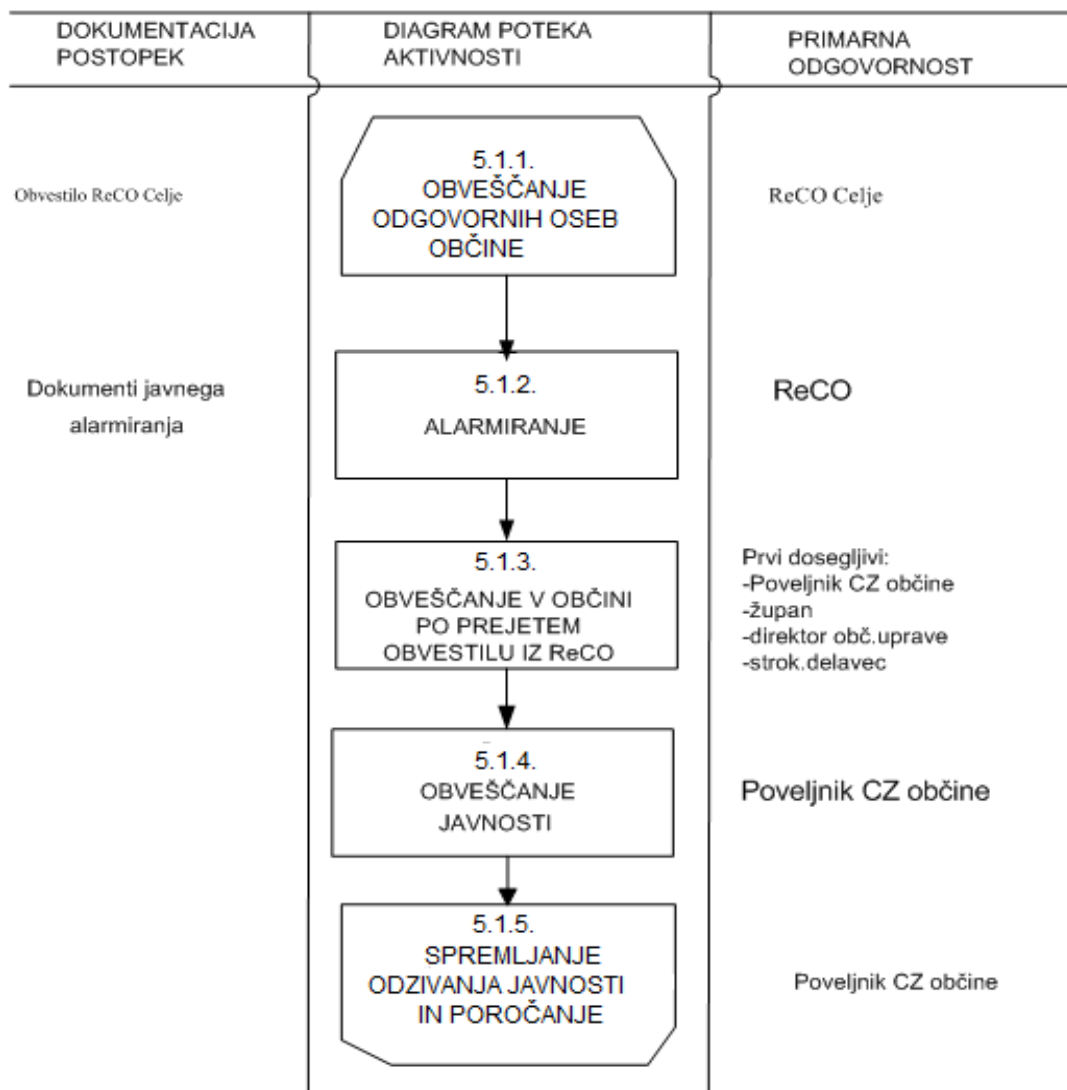 DOKUMENTACIJA
POSTOPEK
DIAGRAM POTEKA
AKTIVNOSTI
PRIMARNA
ODGOVORNOST
Obvestilo ReCO Celje
5.1.1.
OBVEŠČANJE
ODGOVORNIH OSEB
OBČINE
ReCO Celje
Dokumenti javnega
alarmiranja
5.1.2.
ALARMIRANJE
ReCO
5.1.3.
OBVEŠČANJE V OBČINI
PO PREJETEM
OBVESTILU IZ ReCO
Prvi dosegljivi:
-Poveljnik CZ občine
-župan
-direktor obč.uprave
-strok.delavec
5.1.4.
OBVEŠČANJE
JAVNOSTI
Poveljnik CZ občine
5.1.5.
SPREMLJANJE
ODZIVANJA JAVNOSTI
IN POROČANJE
Poveljnik CZ občine